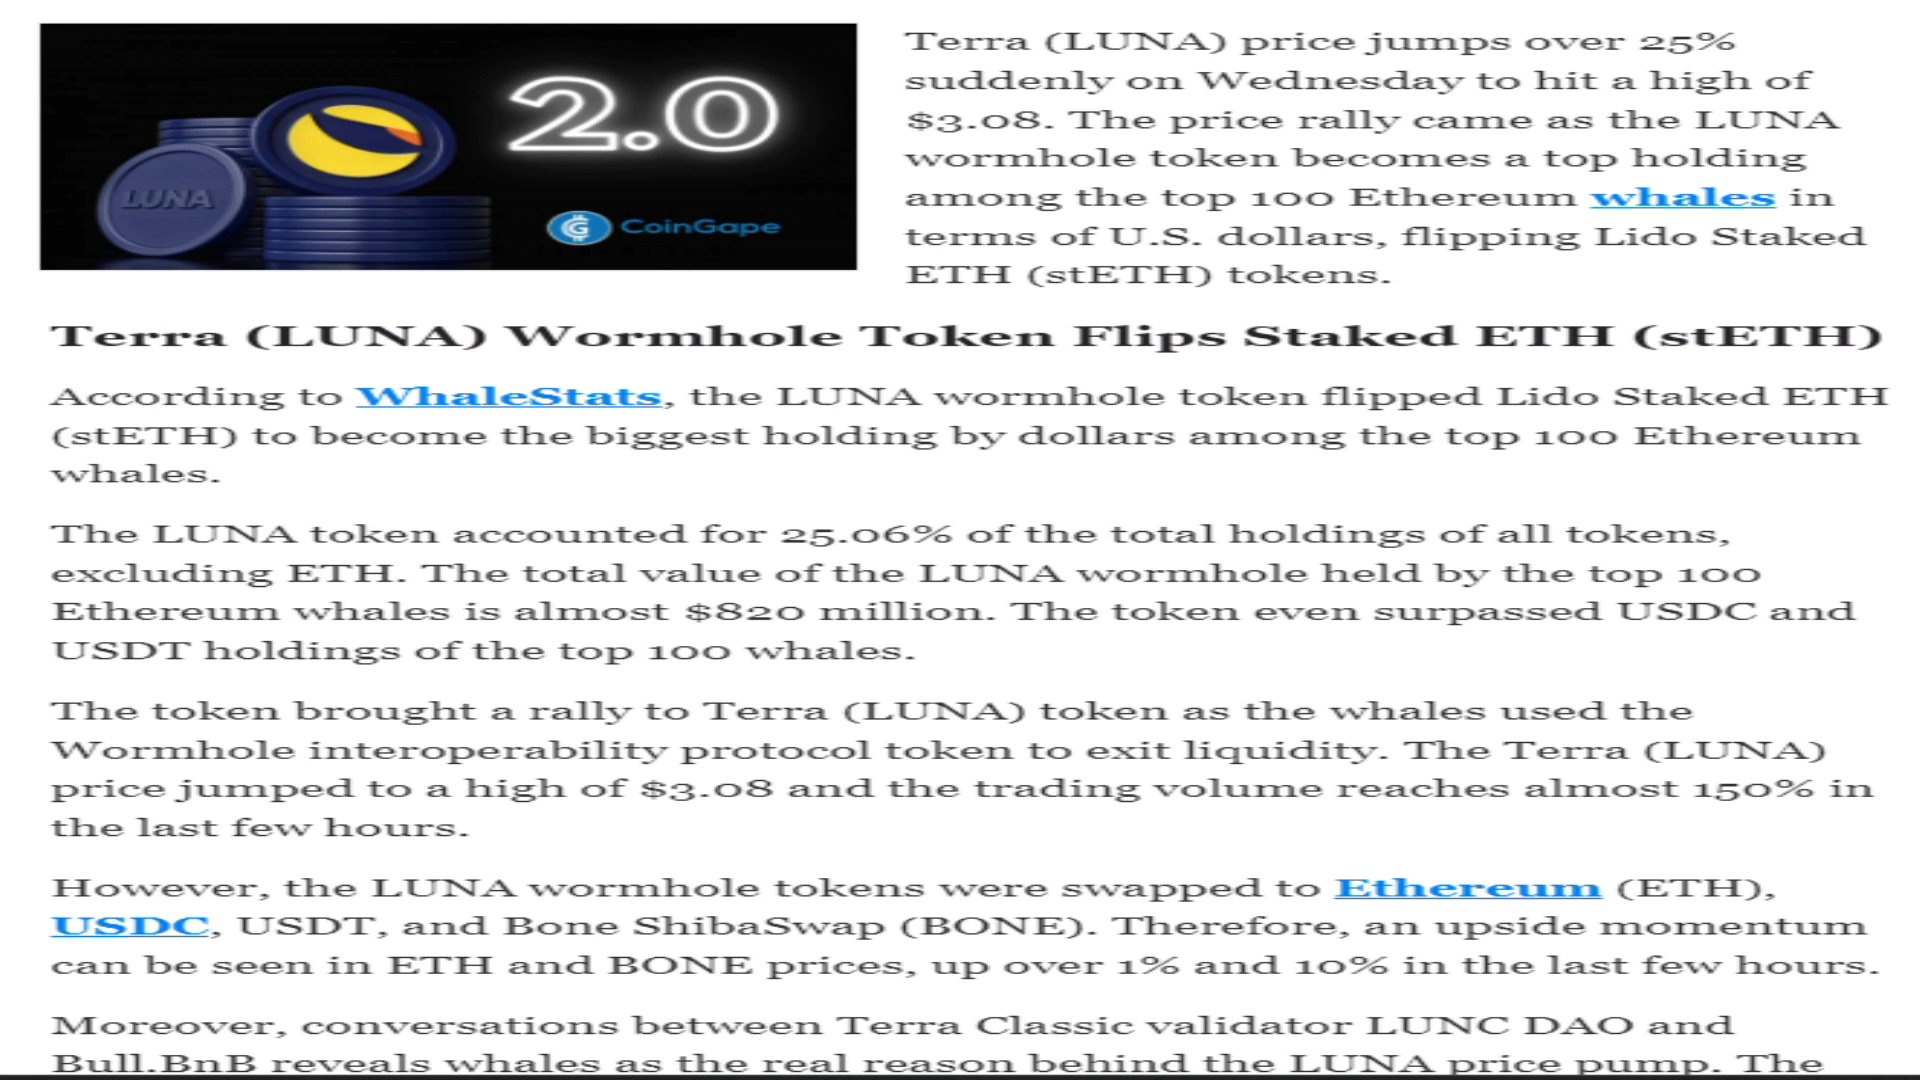 LUNA
2.0
CoinGape
Terra (LUNA) price jumps over 25%
suddenly on Wednesday to hit a high of
$3.08. The price rally came as the LUNA
wormhole token becomes a top holding
among the top 100 Ethereum whales in
terms of U.S. dollars, flipping Lido Staked
ETH (stETH) tokens.
Terra (LUNA) Wormhole Token Flips Staked ETH (stETH)
According to WhaleStats, the LUNA wormhole token flipped Lido Staked ETH
(stETH) to become the biggest holding by dollars among the top 100 Ethereum
whales.
The LUNA token accounted for 25.06% of the total holdings of all tokens,
excluding ETH. The total value of the LUNA wormhole held by the top 100
Ethereum whales is almost $820 million. The token even surpassed USDC and
USDT holdings of the top 100 whales.
The token brought a rally to Terra (LUNA) token as the whales used the
Wormhole interoperability protocol token to exit liquidity. The Terra (LUNA)
price jumped to a high of $3.08 and the trading volume reaches almost 150% in
the last few hours.
However, the LUNA wormhole tokens were swapped to Ethereum (ETH),
USDC, USDT, and Bone ShibaSwap (BONE). Therefore, an upside momentum
can be seen in ETH and BONE prices, up over 1% and 10% in the last few hours.
Moreover, conversations between Terra Classic validator LUNC DAO and
Bull.BnB reveals whales as the real reason behind the LUNA price pump. The